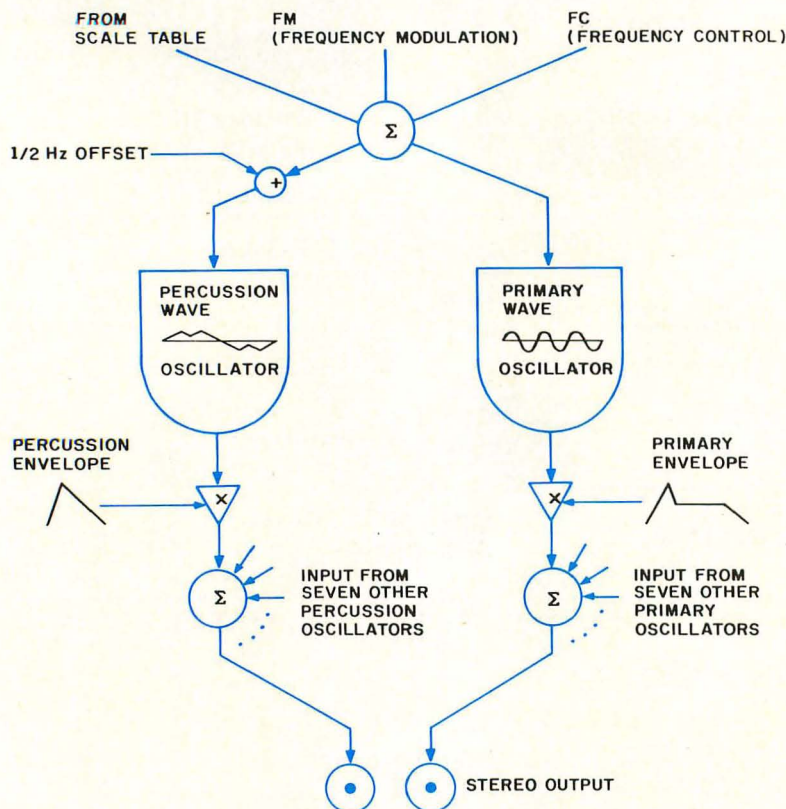 FROM
SCALE TABLE
FM
(FREQUENCY MODULATION)
FC
(FREQUENCY CONTROL)
Σ
1/2 Hz OFFSET
+
PERCUSSION
WAVE
OSCILLATOR
PRIMARY
WAVE
OSCILLATOR
PERCUSSION
ENVELOPE
×
PRIMARY
ENVELOPE
×
Σ
INPUT FROM
SEVEN OTHER
PERCUSSION
OSCILLATORS
Σ
INPUT FROM
SEVEN OTHER
PRIMARY
OSCILLATORS
STEREO OUTPUT